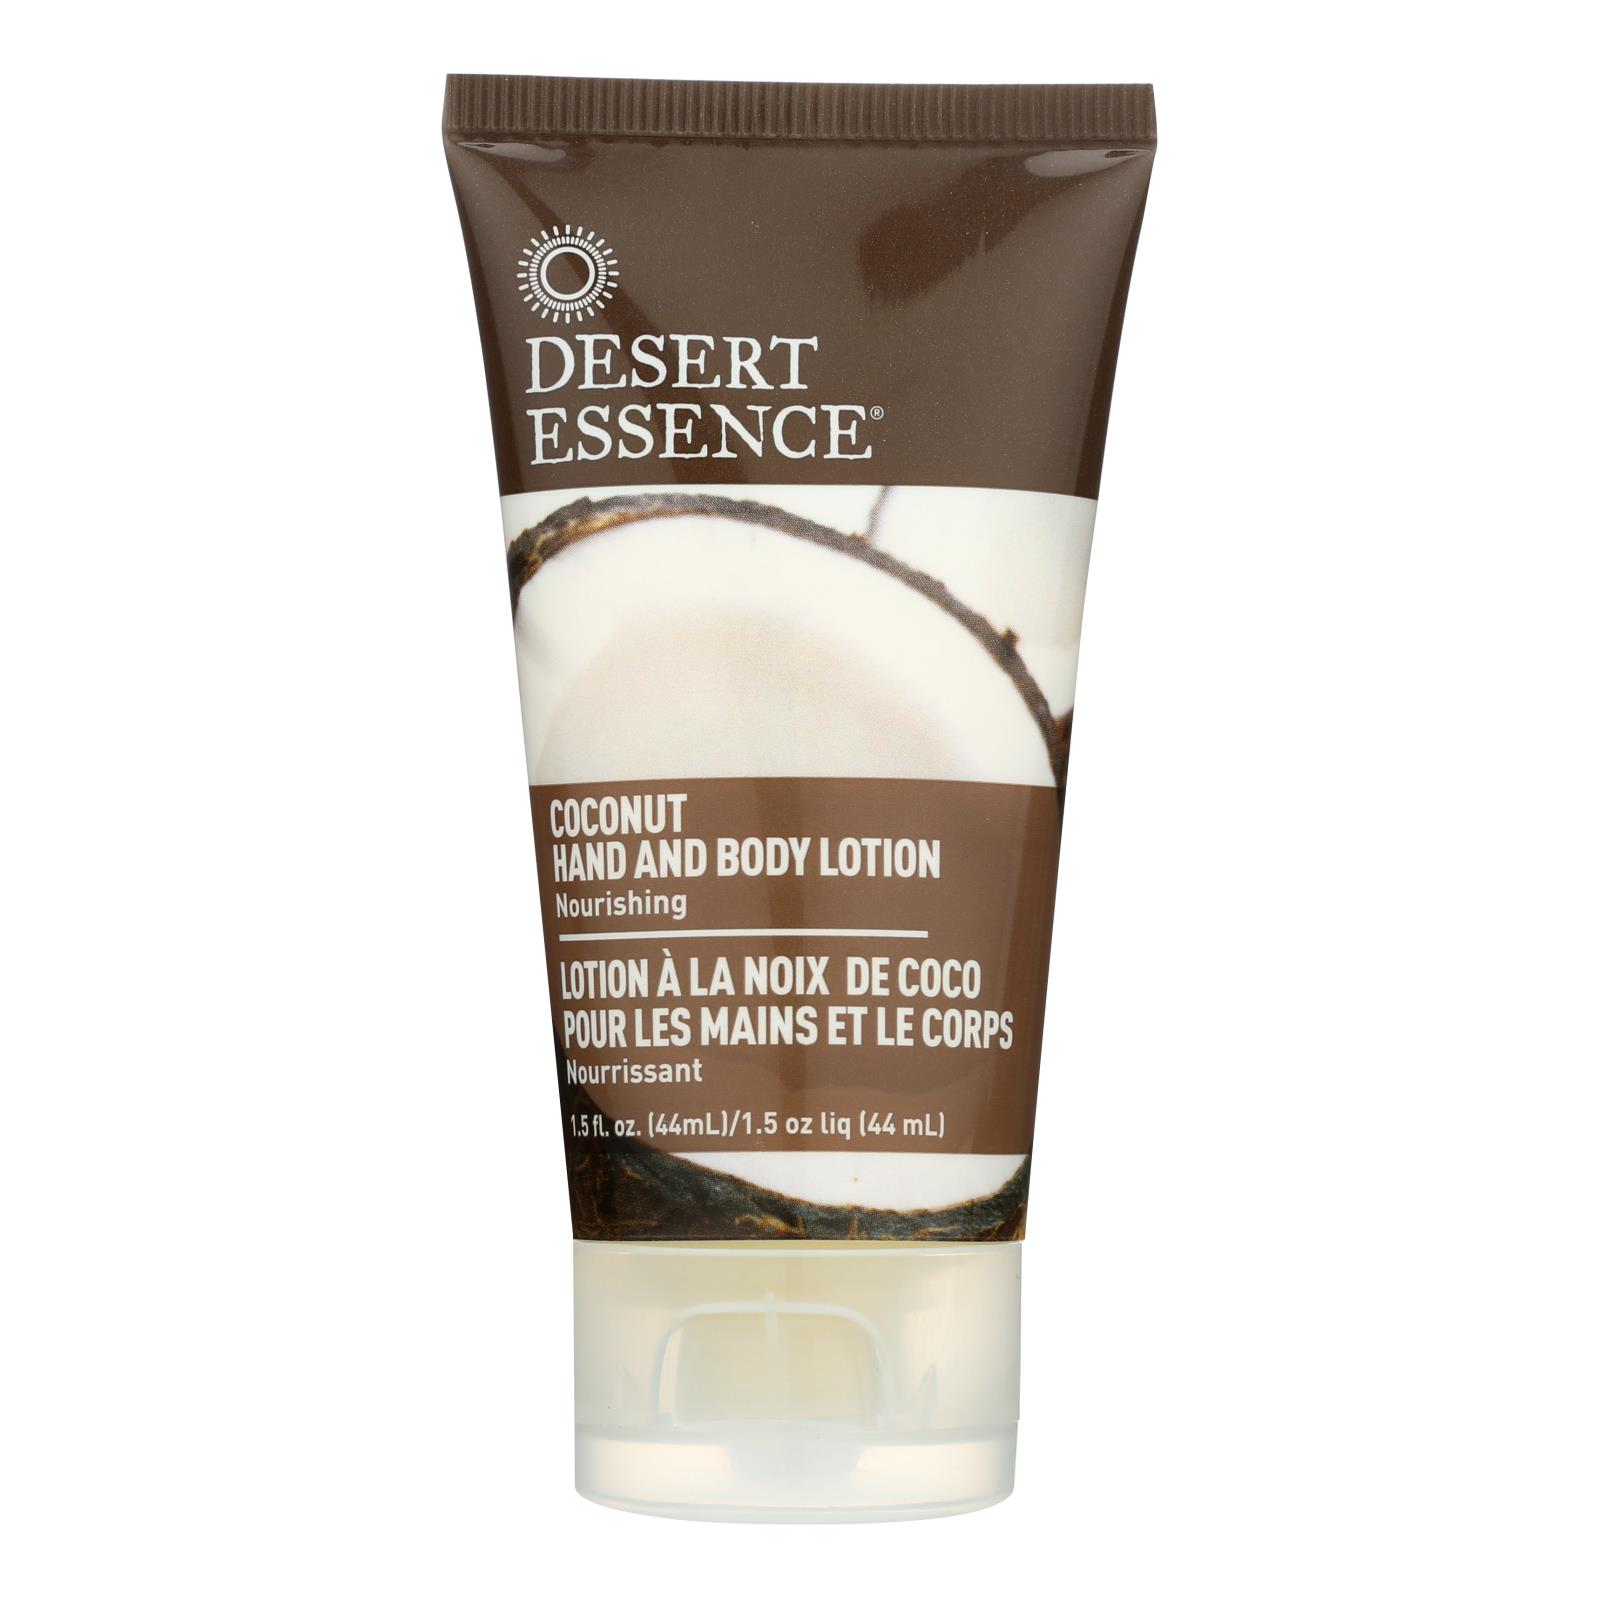 DESERT
ESSENCE®
COCONUT
HAND AND BODY LOTION
Nourishing
LOTION À LA NOIX DE COCO
POUR LES MAINS ET LE CORPS
Nourrissant
1.5 fl. oz. (44mL)/1.5 oz liq (44 mL)